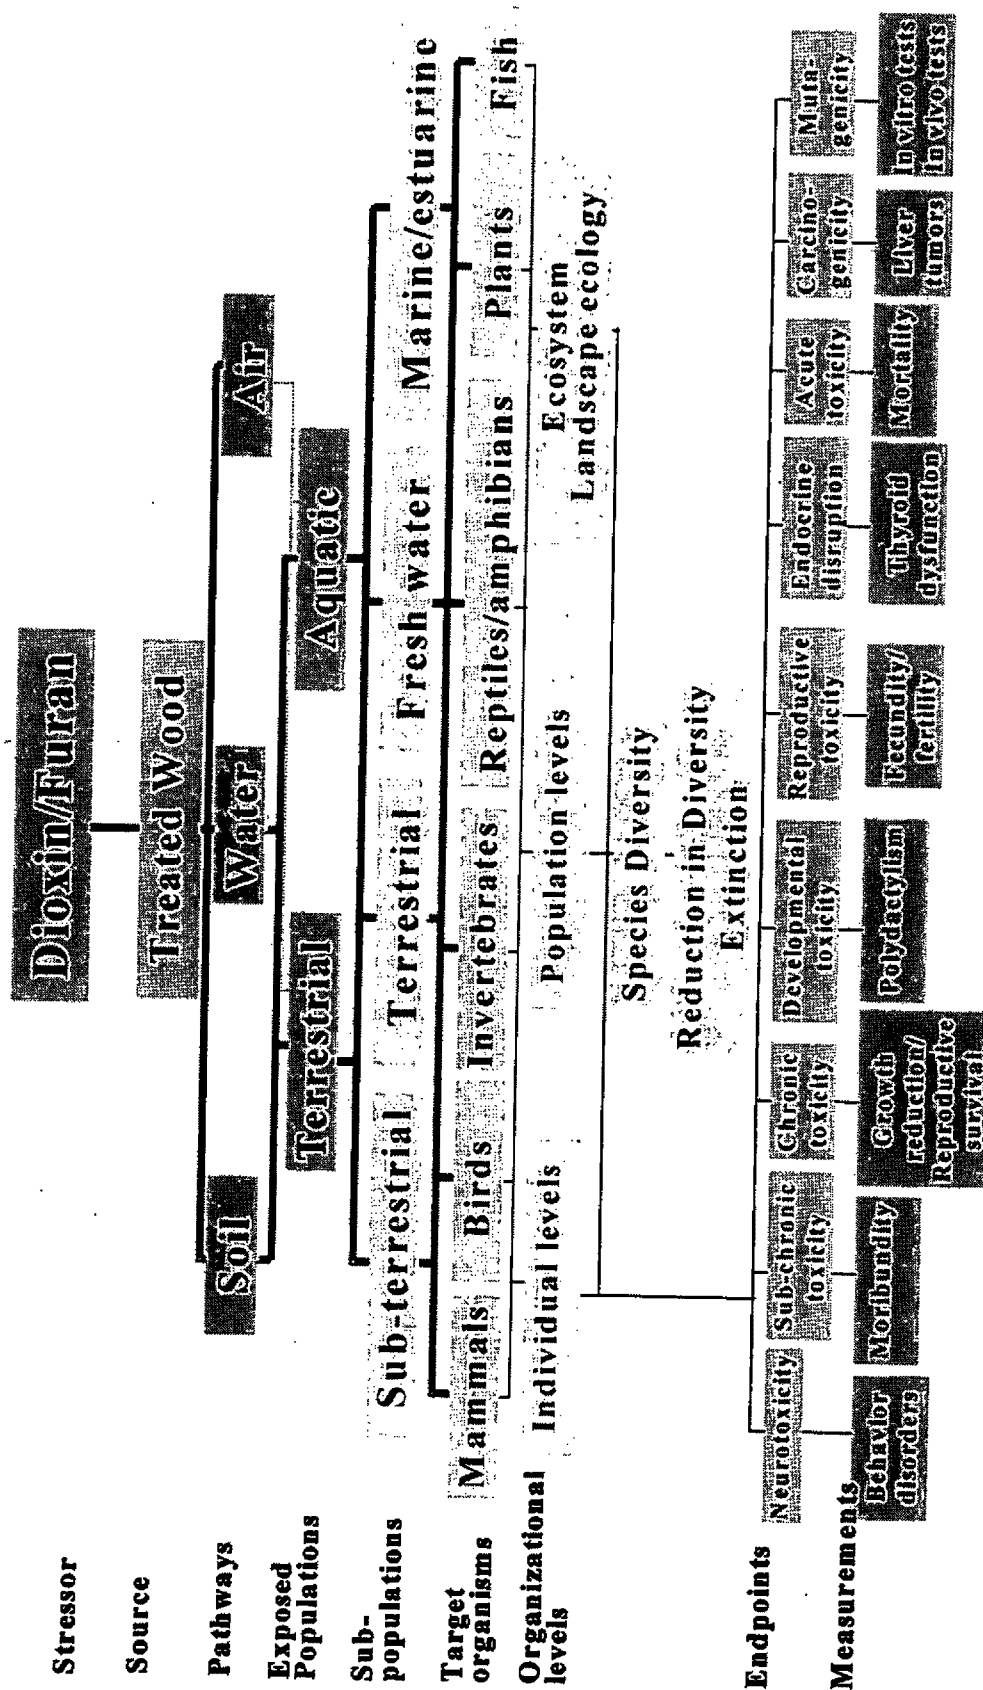 Stressor
Dioxin/Furan
Source
Treated Wood
Pathways
Soil
Water
Air
Exposed
Populations
Terrestrial
Aquatic
Sub-
populations
Sub-terrestrial
Terrestrial
Fresh water
Marine/estuarine
Target
organisms
Mammals
Birds
Invertebrates
Reptiles/amphibians
Plants
Fish
Organizational
levels
Individual levels
Population levels
Ecosystem
Landscape ecology
Species Diversity
Reduction in Diversity
Extinction
Endpoints
Neurotoxicity
Sub-chronic
toxicity
Chronic
toxicity
Developmental
toxicity
Reproductive
toxicity
Endocrine
disruption
Acute
toxicity
Carcino-
genicity
Muta-
genicity
Measurements
Behavior
disorders
Moribundity
Growth
reduction/
Reproductive
survival
Polydactylism
Fecundity/
fertility
Thyroid
dysfunction
Mortality
Liver
tumors
In vitro tests
In vivo tests